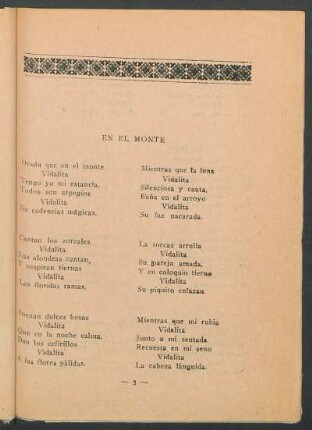 EN EL MONTE
Desde que en el monte
Vidalita
Tengo yo mi estancia,
Todos son arpegios
Vidalita
De cadencias mágicas.
Cantan los zorzales
Vidalita
Las alondras cantan,
Y suspiran tiernas
Vidalita
Las floridas ramas.
Suenan dulces besos
Vidalita
Que en la noche calma,
Dan los cefirillos
Vidalita
A las flores pálidas.
Mientras que la luna
Vidalita
Silenciosa y casta,
Baña en el arroyo
Vidalita
Su faz nacarada.
La torcaz arrulla
Vidalita
Su pareja amada,
Y en coloquio tierno
Vidalita
Su piquito enlazan.
Mientras que mi rubia
Vidalita
Junto a mí sentada
Recuesta en mi seno
Vidalita
La cabeza lánguida.
— 5 —